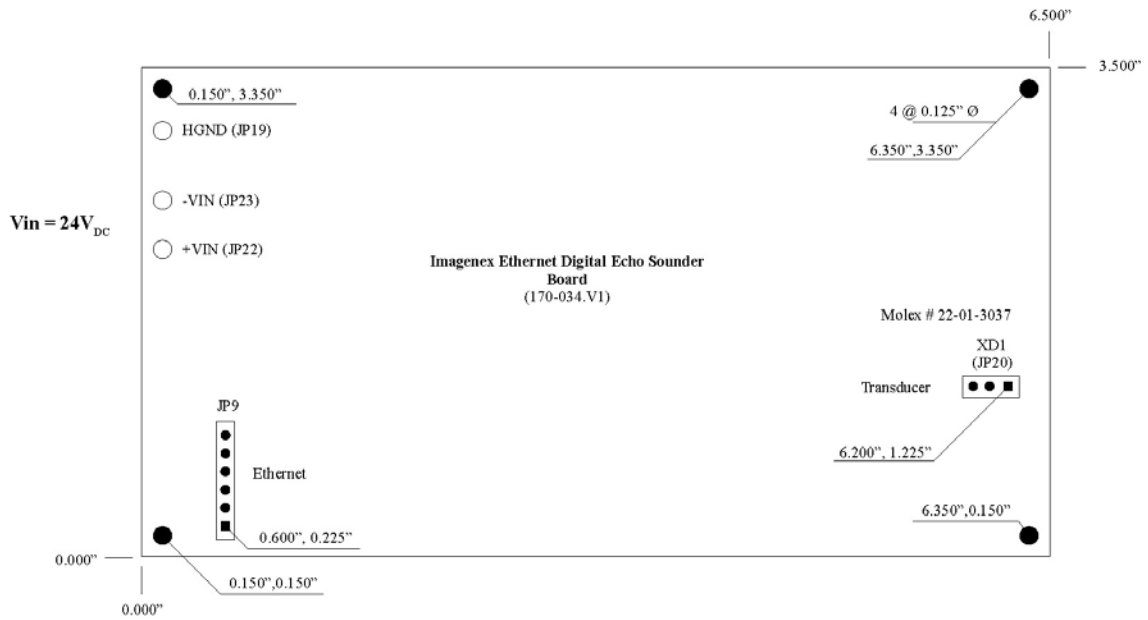 6.500”
3.500”
0.150”, 3.350”
4 @ 0.125” Ø
HGND (JP19)
6.350”,3.350”
-VIN (JP23)
Vin = 24VDC
+VIN (JP22)
Imagenex Ethernet Digital Echo Sounder
Board
(170-034.V1)
Molex # 22-01-3037
XD1
(JP20)
Transducer
JP9
6.200”, 1.225”
Ethernet
6.350”,0.150”
0.600”, 0.225”
0.000”
0.150”,0.150”
0.000”